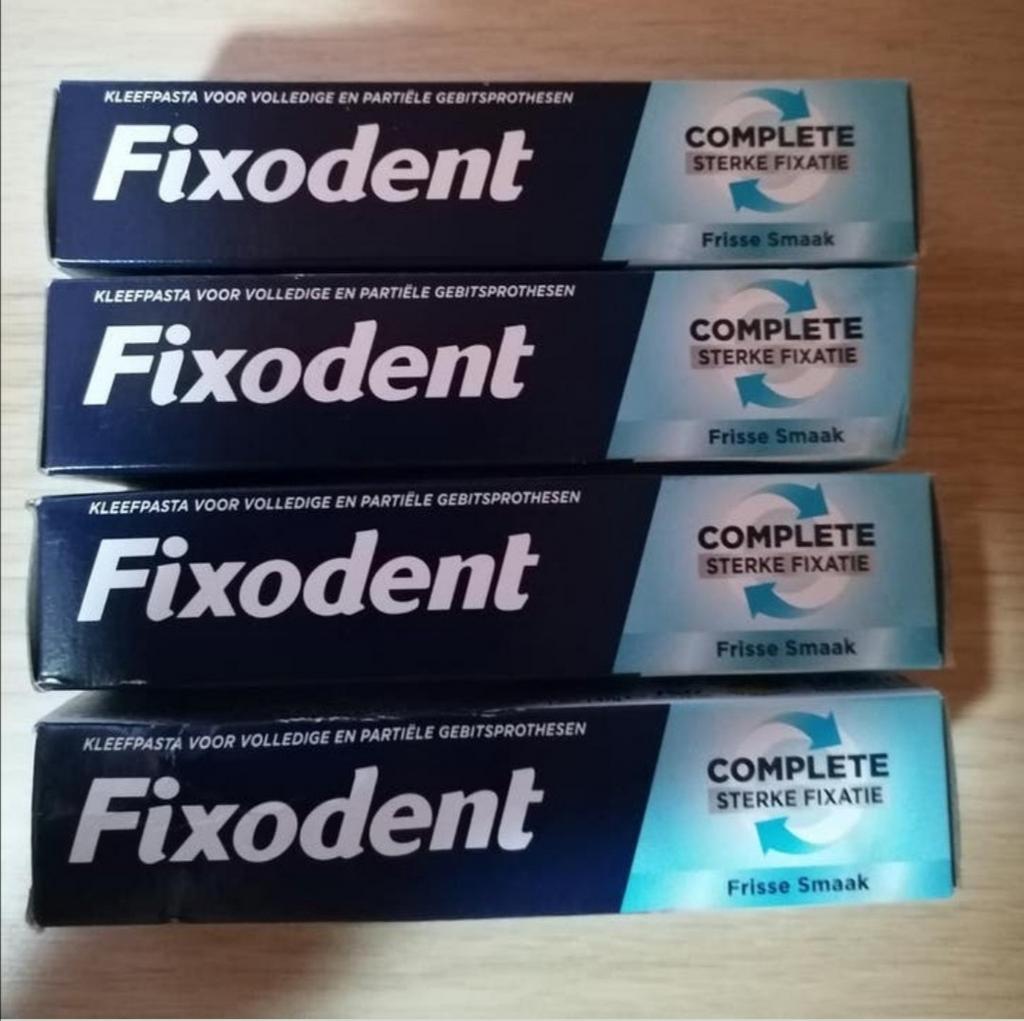 KLEEFPASTA VOOR VOLLEDIGE EN PARTIËLE GEBITSPROTHESEN
Fixodent
COMPLETE
STERKE FIXATIE
Frisse Smaak
KLEEFPASTA VOOR VOLLEDIGE EN PARTIËLE GEBITSPROTHESEN
Fixodent
COMPLETE
STERKE FIXATIE
Frisse Smaak
KLEEFPASTA VOOR VOLLEDIGE EN PARTIËLE GEBITSPROTHESEN
Fixodent
COMPLETE
STERKE FIXATIE
Frisse Smaak
KLEEFPASTA VOOR VOLLEDIGE EN PARTIËLE GEBITSPROTHESEN
Fixodent
COMPLETE
STERKE FIXATIE
Frisse Smaak